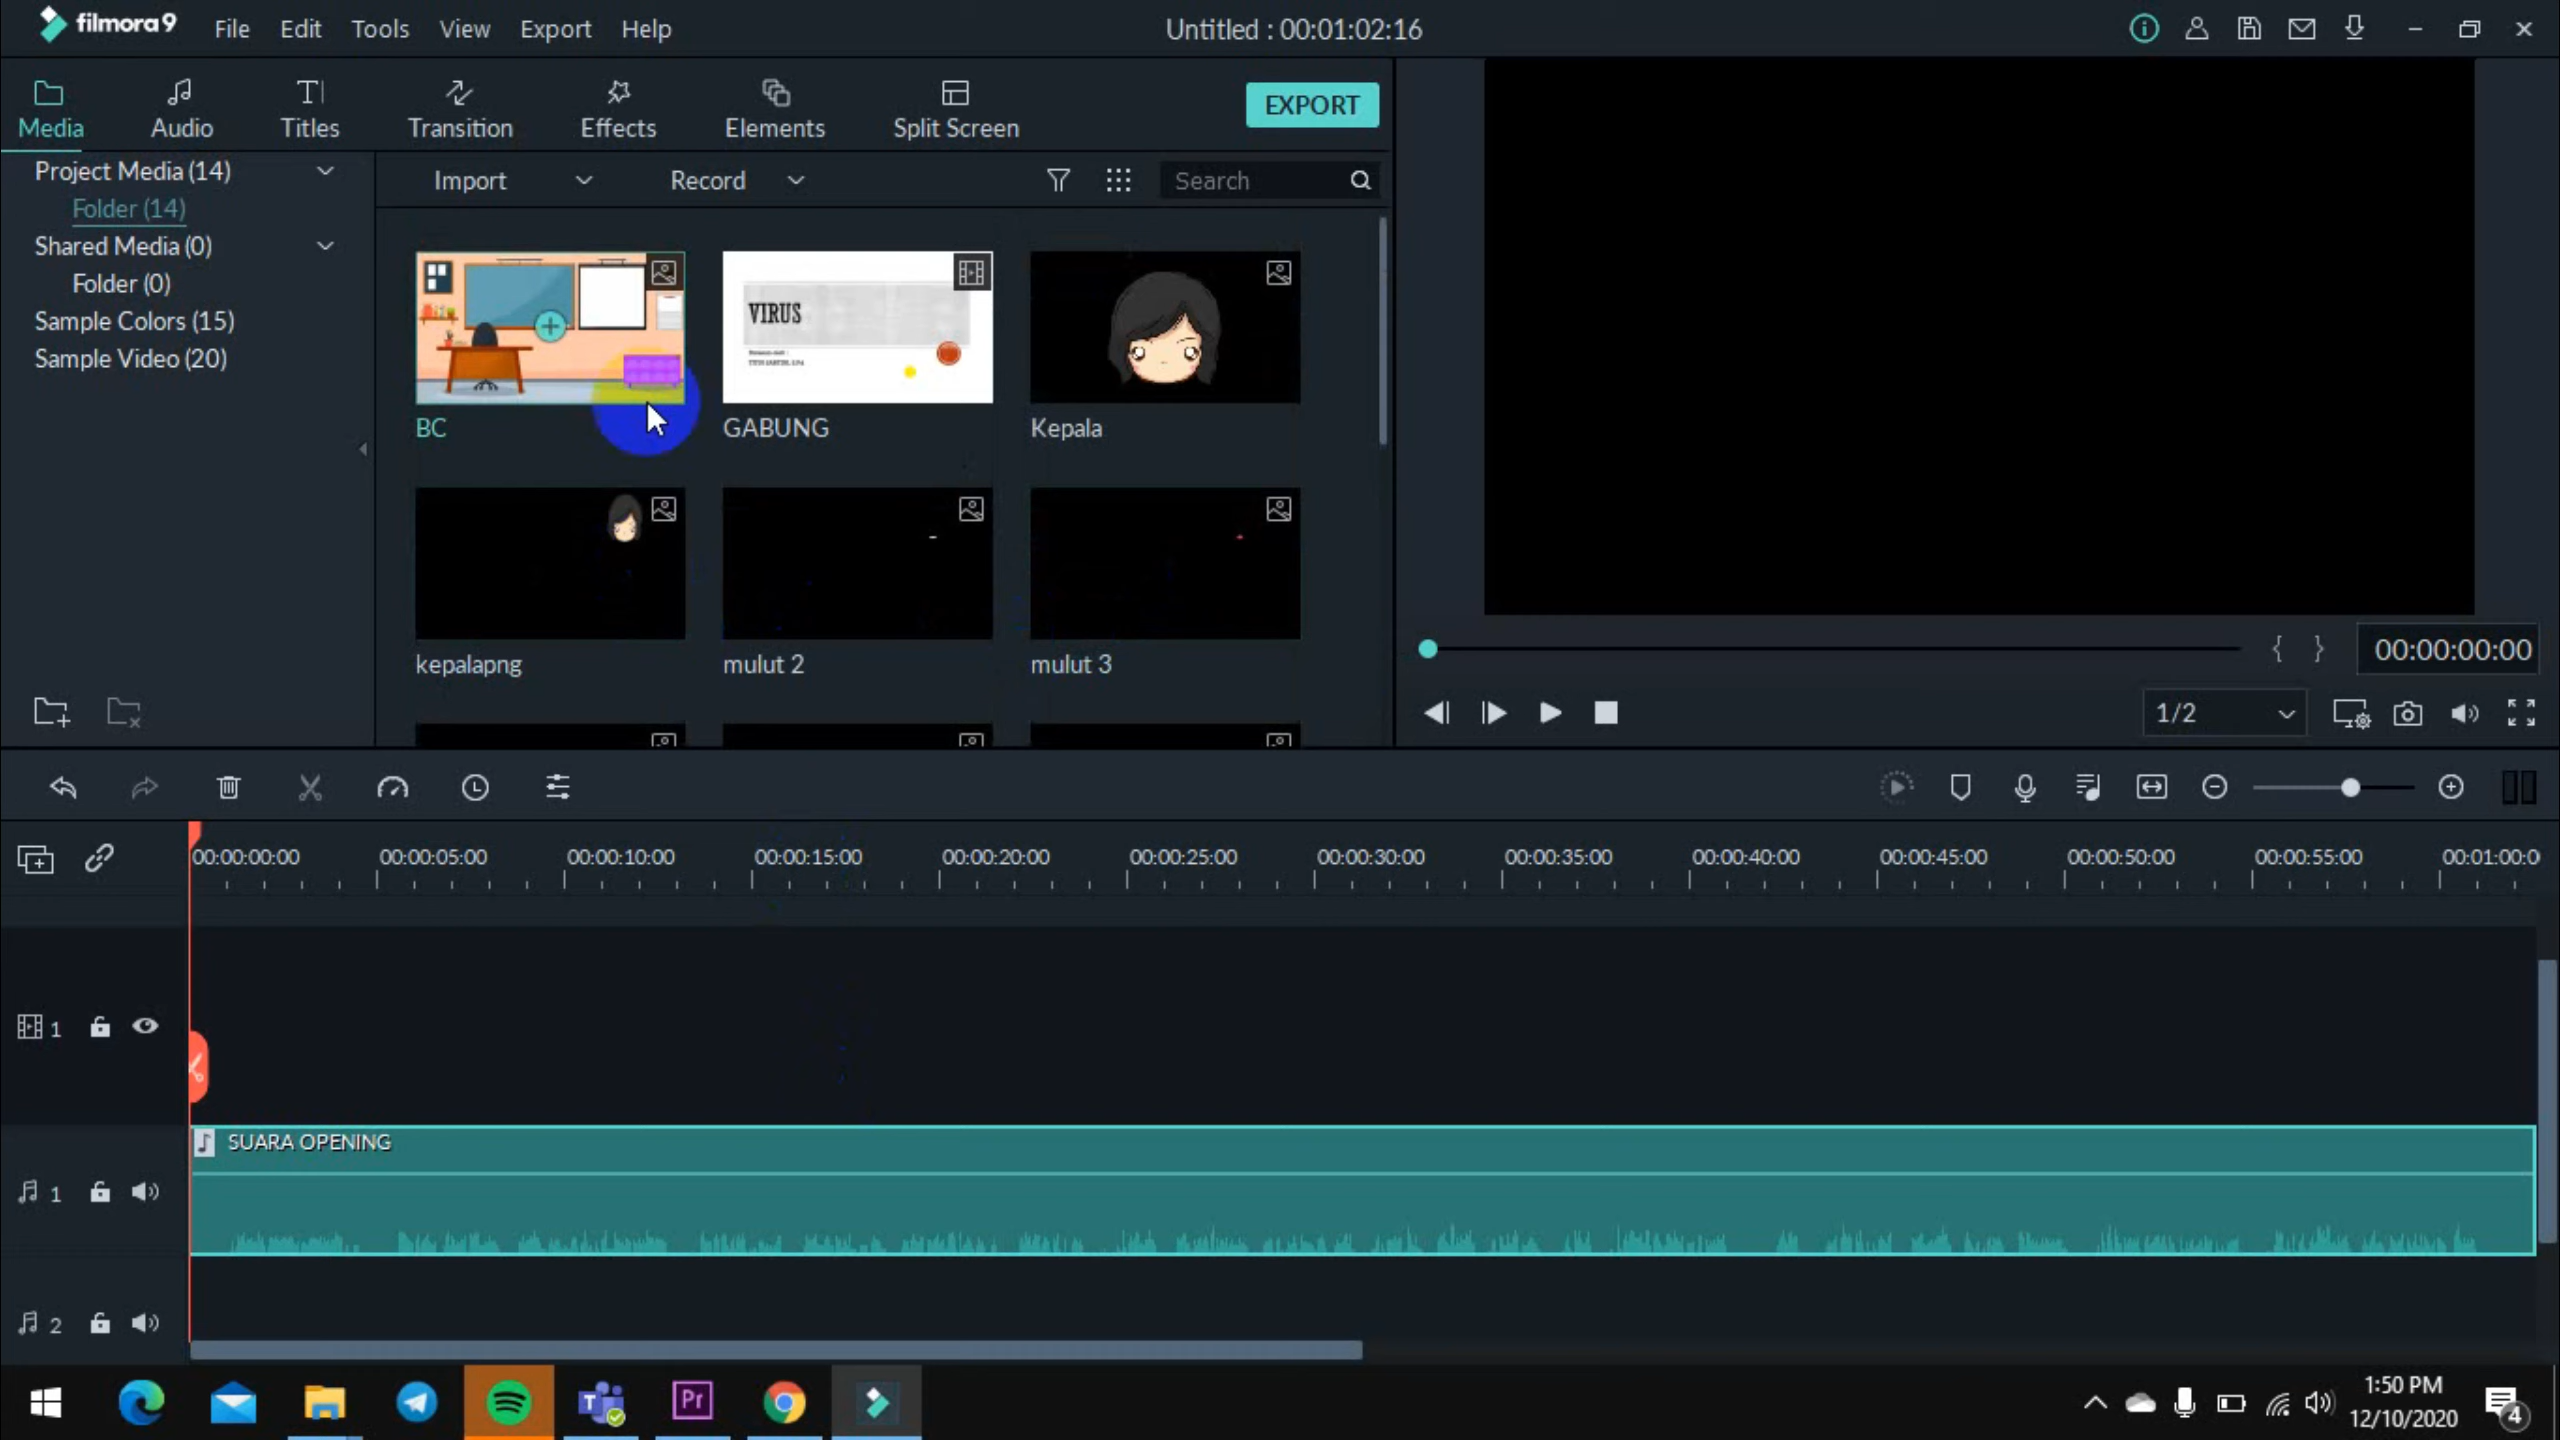 filmora9
File Edit Tools View Export Help
Untitled : 00:01:02:16
Media Audio Titles Transition Effects Elements Split Screen
EXPORT
Project Media (14)
Folder (14)
Shared Media (0)
Folder (0)
Sample Colors (15)
Sample Video (20)
Import Record Search
VIRUS
BC GABUNG Kepala
kepalapng mulut 2 mulut 3
00:00:00:00
1/2
00:00:00:00 00:00:05:00 00:00:10:00 00:00:15:00 00:00:20:00 00:00:25:00 00:00:30:00 00:00:35:00 00:00:40:00 00:00:45:00 00:00:50:00 00:00:55:00 00:01:00:0
1
SUARA OPENING
1
2
Pr
1:50 PM
12/10/2020
4